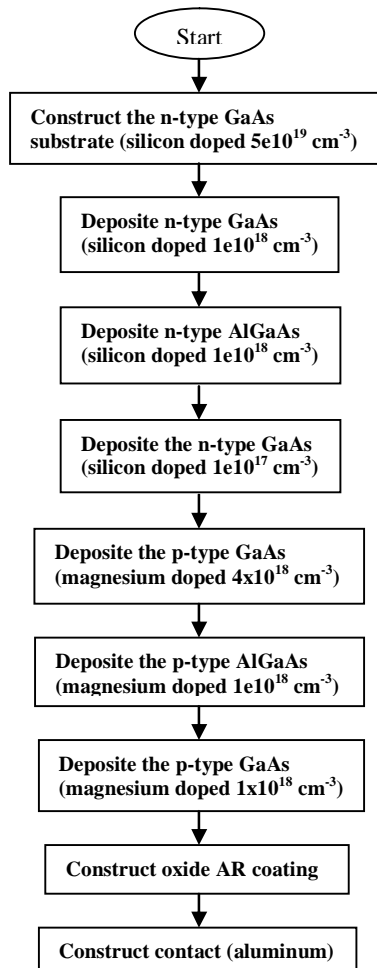 Start
Construct the n-type GaAs
substrate (silicon doped 5e10¹⁹ cm⁻³)
Deposite n-type GaAs
(silicon doped 1e10¹⁸ cm⁻³)
Deposite n-type AlGaAs
(silicon doped 1e10¹⁸ cm⁻³)
Deposite the n-type GaAs
(silicon doped 1e10¹⁷ cm⁻³)
Deposite the p-type GaAs
(magnesium doped 4x10¹⁸ cm⁻³)
Deposite the p-type AlGaAs
(magnesium doped 1e10¹⁸ cm⁻³)
Deposite the p-type GaAs
(magnesium doped 1x10¹⁸ cm⁻³)
Construct oxide AR coating
Construct contact (aluminum)